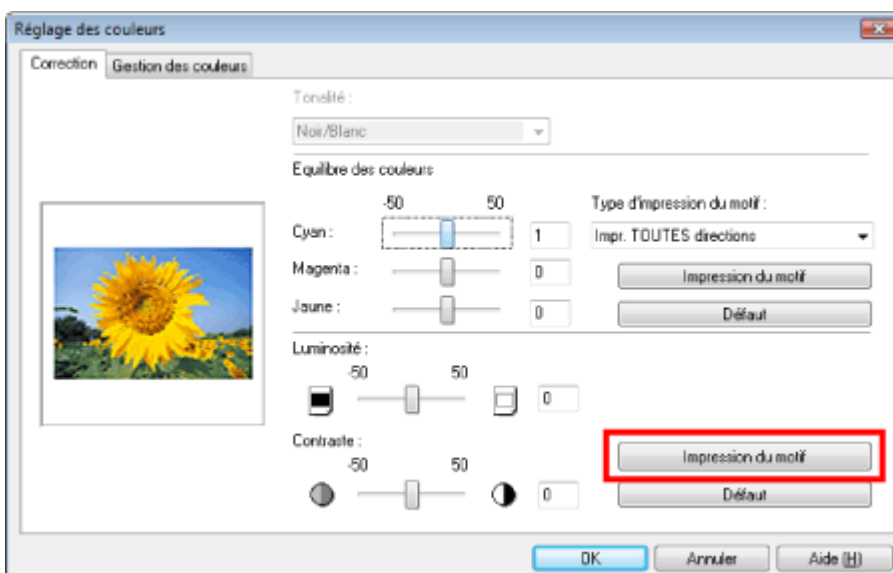 Réglage des couleurs
Correction
Gestion des couleurs
Tonalité :
Noir/Blanc
Equilibre des couleurs
-50 50
Type d'impression du motif :
Cyan : 1
Impr. TOUTES directions
Magenta : 0
Impression du motif
Jaune : 0
Défaut
Luminosité :
-50 50
0
Contraste :
-50 50
Impression du motif
0
Défaut
OK
Annuler
Aide (H)